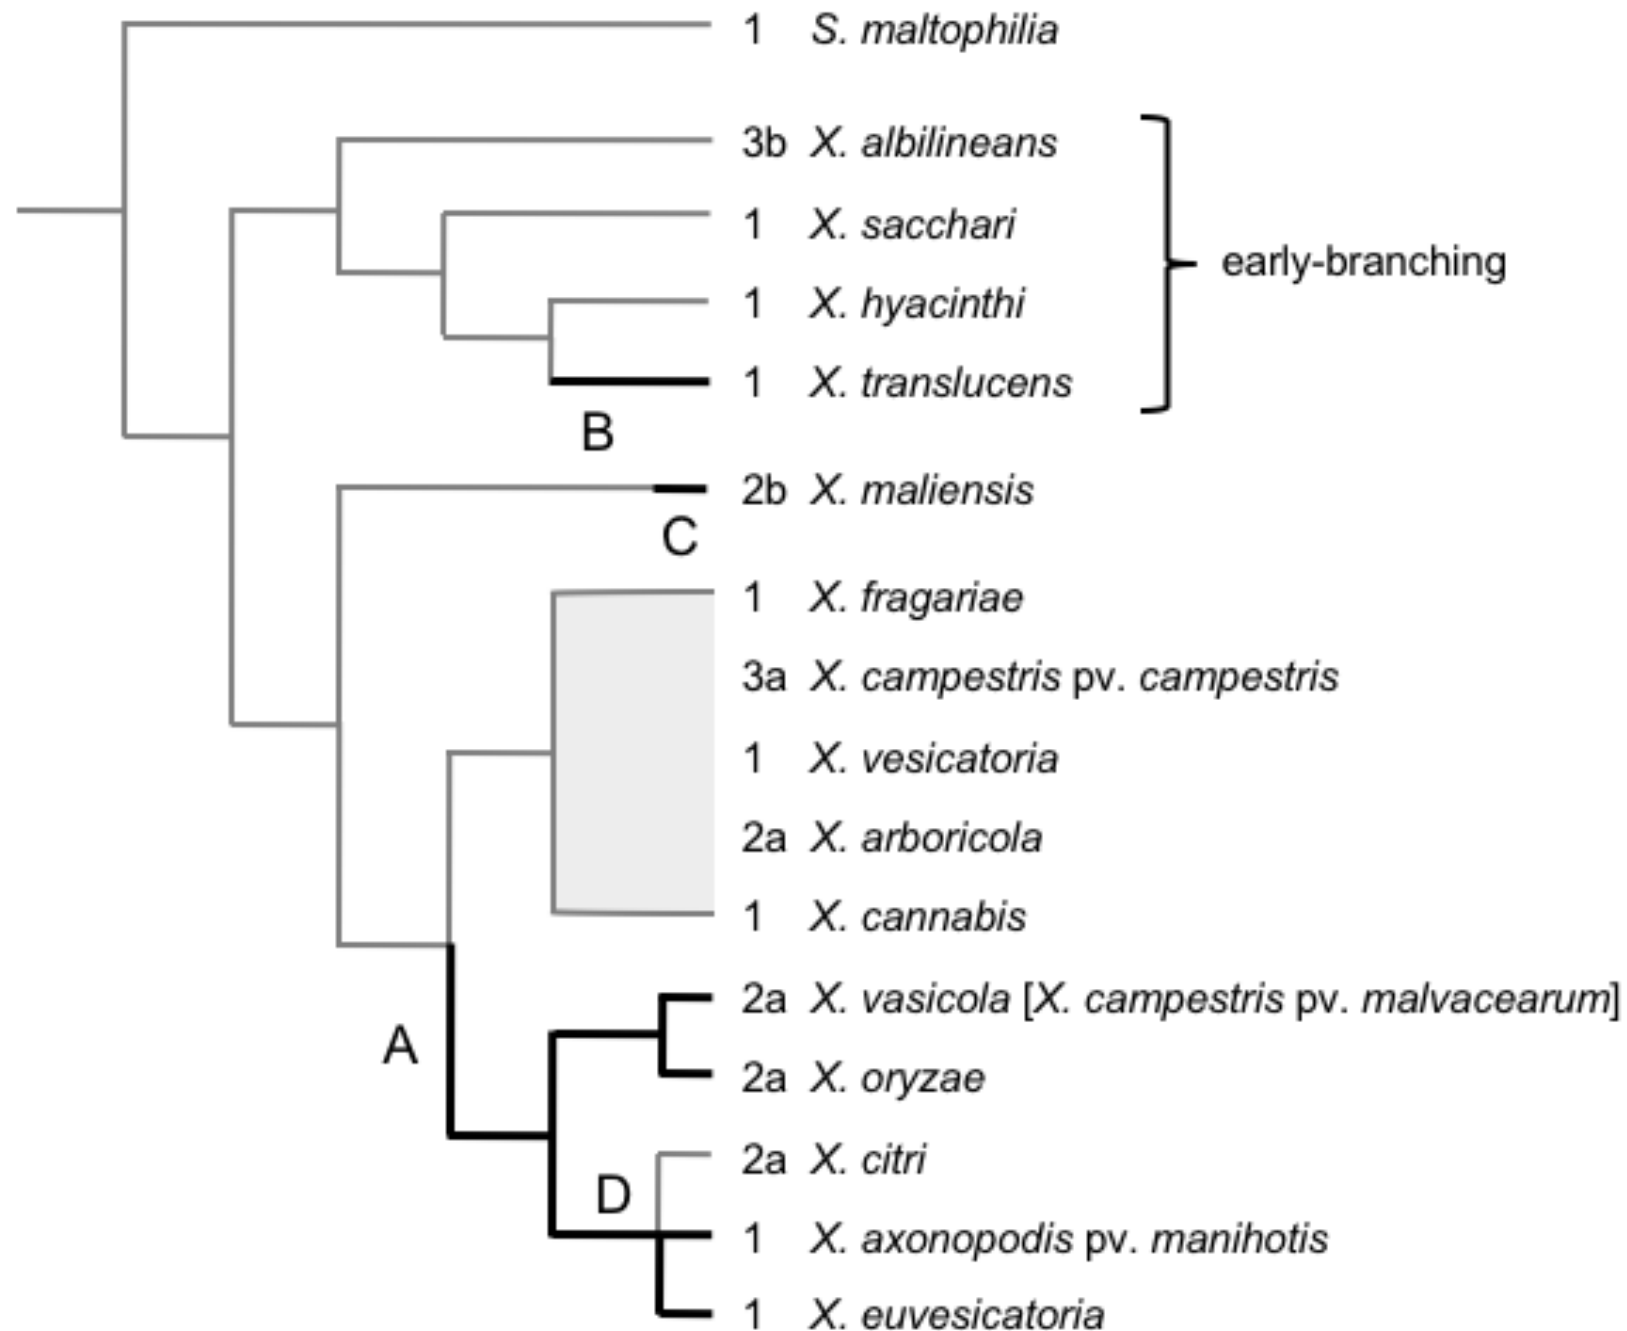 1 S. maltophilia
3b X. albilineans
1 X. sacchari
early-branching
1 X. hyacinthi
1 X. translucens
B
2b X. maliensis
C
1 X. fragariae
3a X. campestris pv. campestris
1 X. vesicatoria
2a X. arboricola
1 X. cannabis
2a X. vasicola [X. campestris pv. malvacearum]
A
2a X. oryzae
2a X. citri
D
1 X. axonopodis pv. manihotis
1 X. euvesicatoria